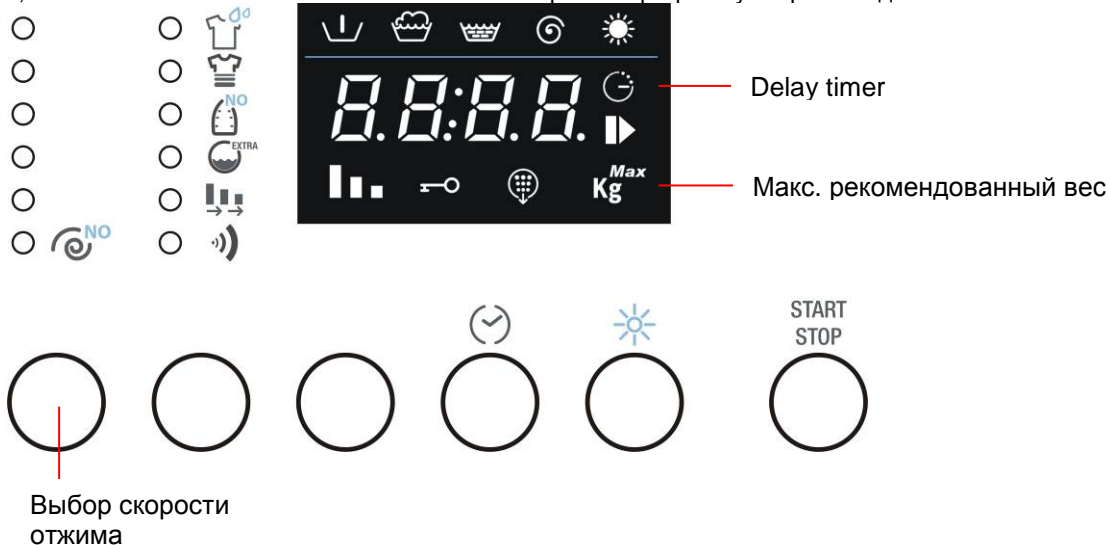 NO
EXTRA
NO
8.8:8.8.
Delay timer
Max
Kg
Макс. рекомендованный вес
START
STOP
Выбор скорости
отжима